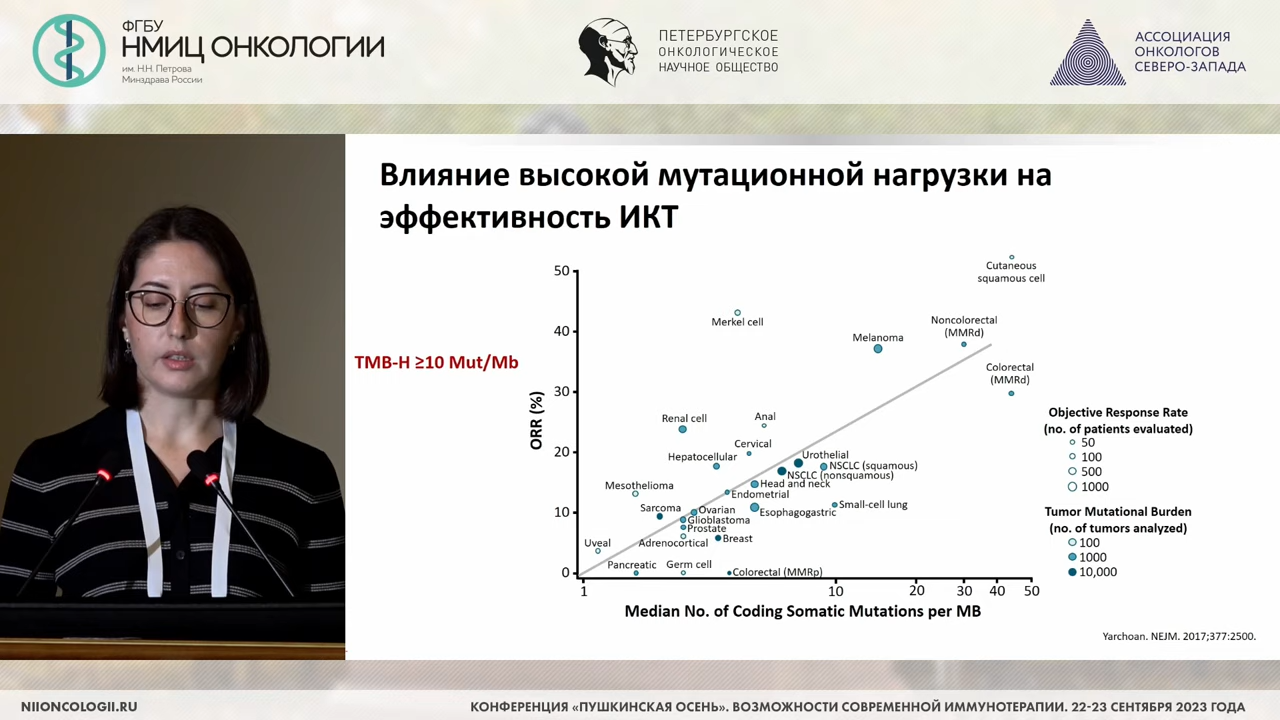 ФГБУ
НМИЦ ОНКОЛОГИИ
им. Н.Н. Петрова
Минздрава России
ПЕТЕРБУРГСКОЕ
ОНКОЛОГИЧЕСКОЕ
НАУЧНОЕ ОБЩЕСТВО
АССОЦИАЦИЯ
ОНКОЛОГОВ
СЕВЕРО-ЗАПАДА
Влияние высокой мутационной нагрузки на
эффективность ИКТ
TMB-H ≥10 Mut/Mb
ORR (%)
50
40
30
20
10
0
Cutaneous
squamous cell
Merkel cell
Noncolorectal
(MMRd)
Melanoma
Colorectal
(MMRd)
Renal cell
Anal
Cervical
Hepatocellular
Urothelial
NSCLC (squamous)
NSCLC (nonsquamous)
Mesothelioma
Head and neck
Endometrial
Small-cell lung
Sarcoma
Ovarian
Esophagogastric
Glioblastoma
Prostate
Uveal
Adrenocortical
Breast
Pancreatic
Germ cell
Colorectal (MMRp)
1
10
20
30
40
50
Median No. of Coding Somatic Mutations per MB
Objective Response Rate
(no. of patients evaluated)
50
100
500
1000
Tumor Mutational Burden
(no. of tumors analyzed)
100
1000
10,000
Yarchoan. NEJM. 2017;377:2500.
NIIONCOLOGII.RU
КОНФЕРЕНЦИЯ «ПУШКИНСКАЯ ОСЕНЬ». ВОЗМОЖНОСТИ СОВРЕМЕННОЙ ИММУНОТЕРАПИИ. 22-23 СЕНТЯБРЯ 2023 ГОДА